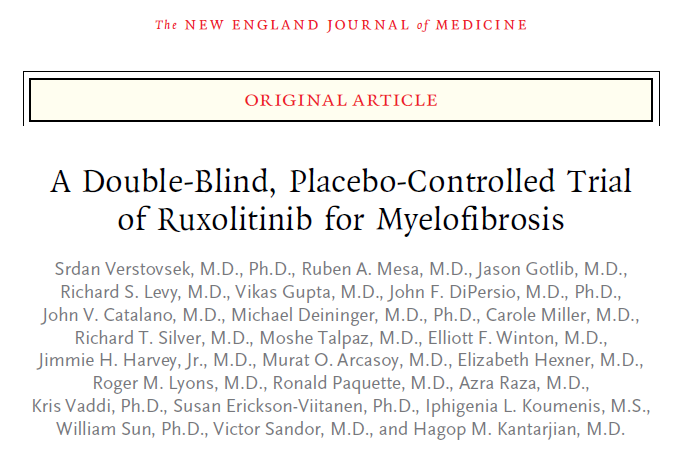 The NEW ENGLAND JOURNAL of MEDICINE
ORIGINAL ARTICLE
A Double-Blind, Placebo-Controlled Trial
of Ruxolitinib for Myelofibrosis
Srdan Verstovsek, M.D., Ph.D., Ruben A. Mesa, M.D., Jason Gotlib, M.D.,
Richard S. Levy, M.D., Vikas Gupta, M.D., John F. DiPersio, M.D., Ph.D.,
John V. Catalano, M.D., Michael Deininger, M.D., Ph.D., Carole Miller, M.D.,
Richard T. Silver, M.D., Moshe Talpaz, M.D., Elliott F. Winton, M.D.,
Jimmie H. Harvey, Jr., M.D., Murat O. Arcasoy, M.D., Elizabeth Hexner, M.D.,
Roger M. Lyons, M.D., Ronald Paquette, M.D., Azra Raza, M.D.,
Kris Vaddi, Ph.D., Susan Erickson-Viitanen, Ph.D., Iphigenia L. Koumenis, M.S.,
William Sun, Ph.D., Victor Sandor, M.D., and Hagop M. Kantarjian, M.D.